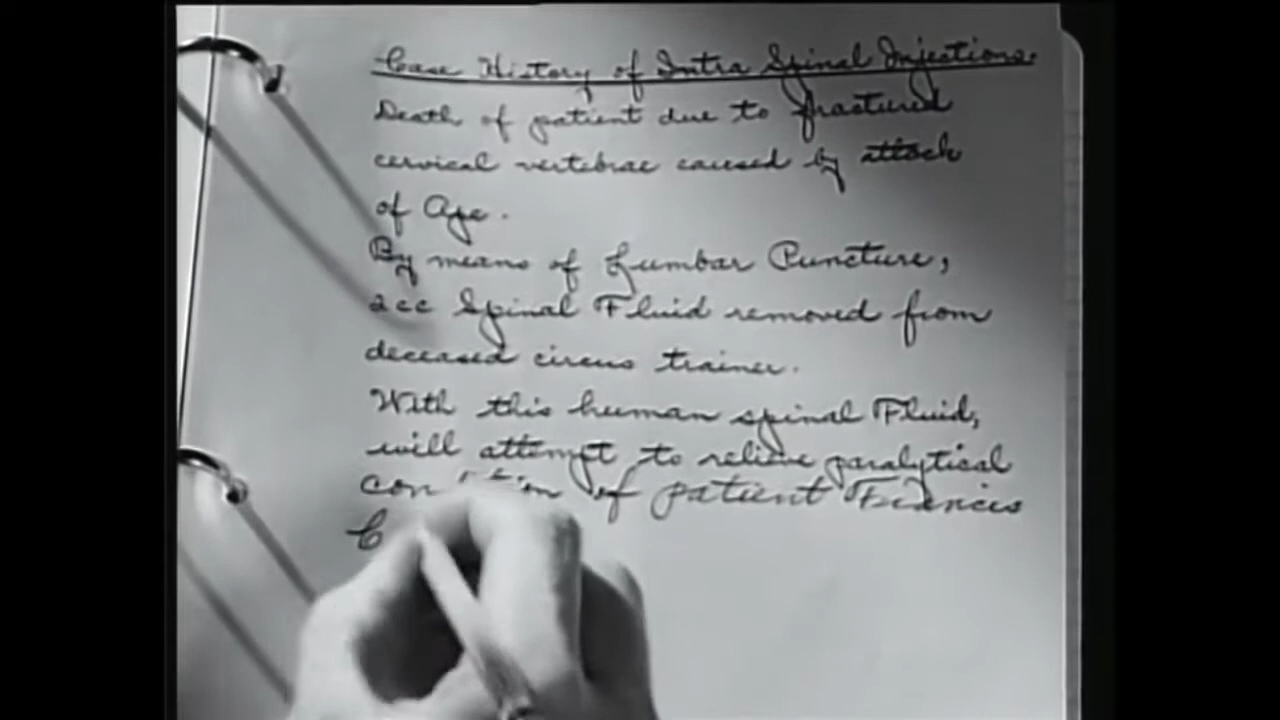 Case History of Intra Spinal Injections.
Death of patient due to fractured
cervical vertebrae caused by attack
of Ape.
By means of Lumbar Puncture,
2cc Spinal Fluid removed from
deceased circus trainer.
With this human spinal Fluid,
will attempt to relieve paralytical
of patient Francis
C